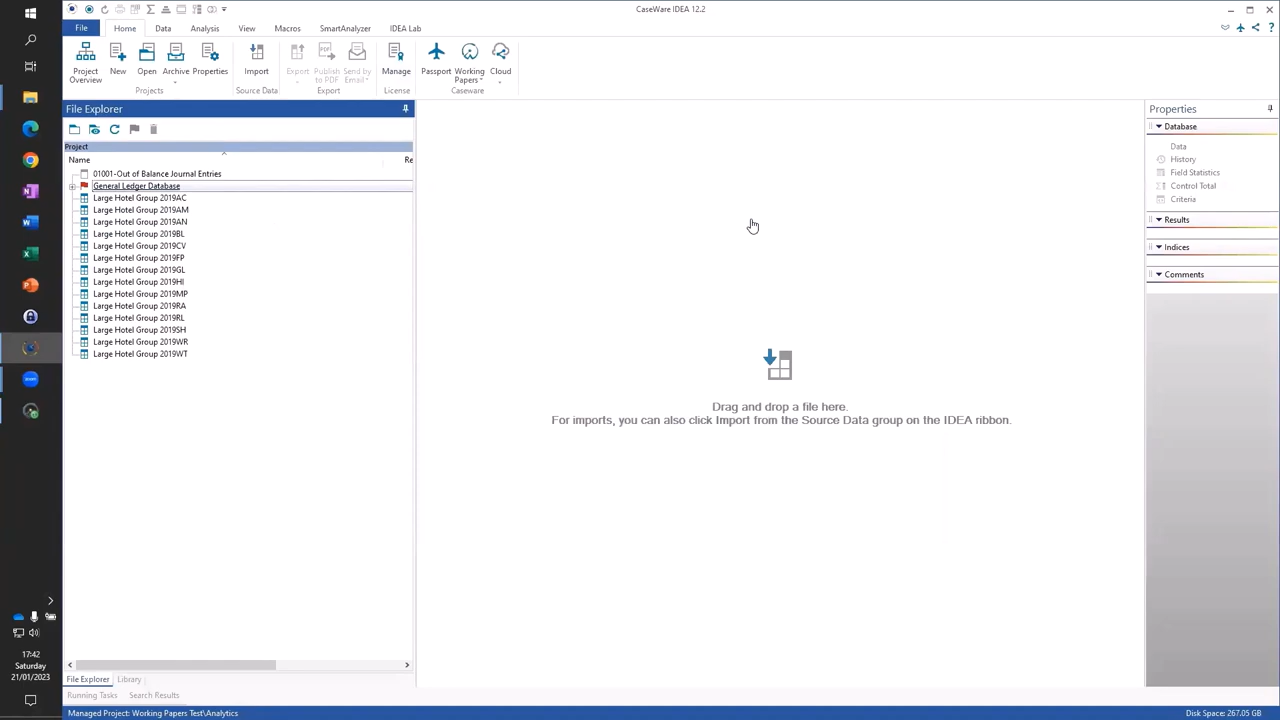 CaseWare IDEA 12.2
File Home Data Analysis View Macros SmartAnalyzer IDEA Lab
Project Overview New Open Archive Properties Import Export Publish to PDF Send by Email Manage Passport Working Papers Cloud
Projects Source Data Export License Caseware
File Explorer
Project
Name Re
01001-Out of Balance Journal Entries
General Ledger Database
Large Hotel Group 2019AC
Large Hotel Group 2019AM
Large Hotel Group 2019AN
Large Hotel Group 2019BL
Large Hotel Group 2019CV
Large Hotel Group 2019FP
Large Hotel Group 2019GL
Large Hotel Group 2019HI
Large Hotel Group 2019MP
Large Hotel Group 2019RA
Large Hotel Group 2019RL
Large Hotel Group 2019SH
Large Hotel Group 2019WR
Large Hotel Group 2019WT
Drag and drop a file here.
For imports, you can also click Import from the Source Data group on the IDEA ribbon.
Properties
Database
Data
History
Field Statistics
Control Total
Criteria
Results
Indices
Comments
File Explorer Library
Running Tasks Search Results
Managed Project: Working Papers Test\Analytics Disk Space: 267.05 GB
17:42
Saturday
21/01/2023